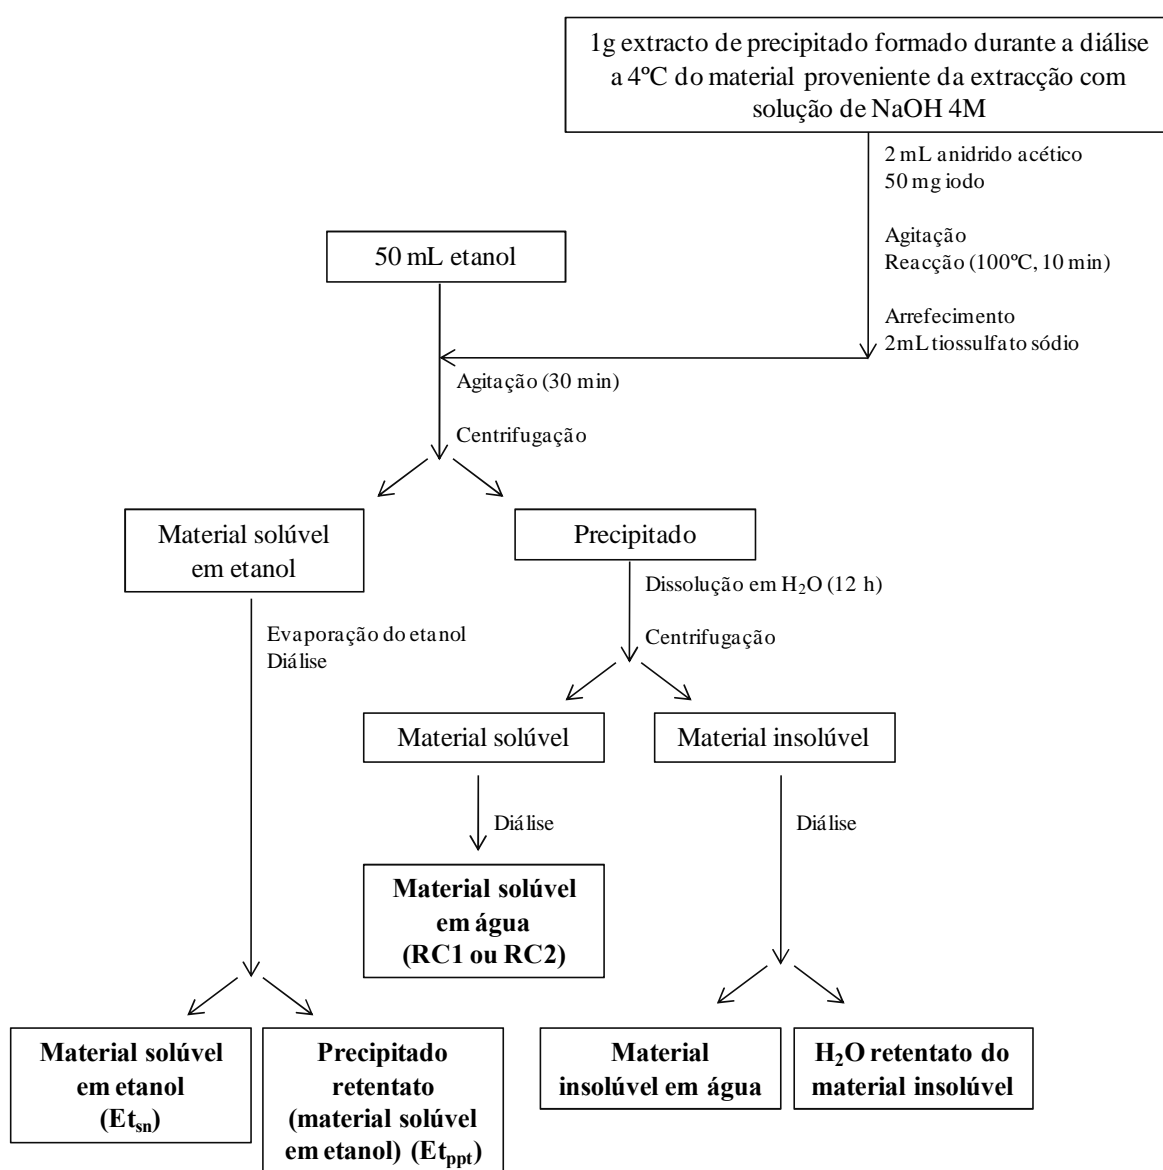 1g extracto de precipitado formado durante a diálise
a 4ºC do material proveniente da extracção com
solução de NaOH 4M
2 mL anidrido acético
50 mg iodo
Agitação
Reacção (100ºC, 10 min)
Arrefecimento
2mL tiossulfato sódio
50 mL etanol
Agitação (30 min)
Centrifugação
Material solúvel
em etanol
Precipitado
Dissolução em H₂O (12 h)
Centrifugação
Evaporação do etanol
Diálise
Material solúvel
Material insolúvel
Diálise
Diálise
Material solúvel
em água
(RC1 ou RC2)
Material solúvel
em etanol
(Etsn)
Precipitado
retentato
(material solúvel
em etanol) (Etppt)
Material
insolúvel em água
H₂O retentato do
material insolúvel